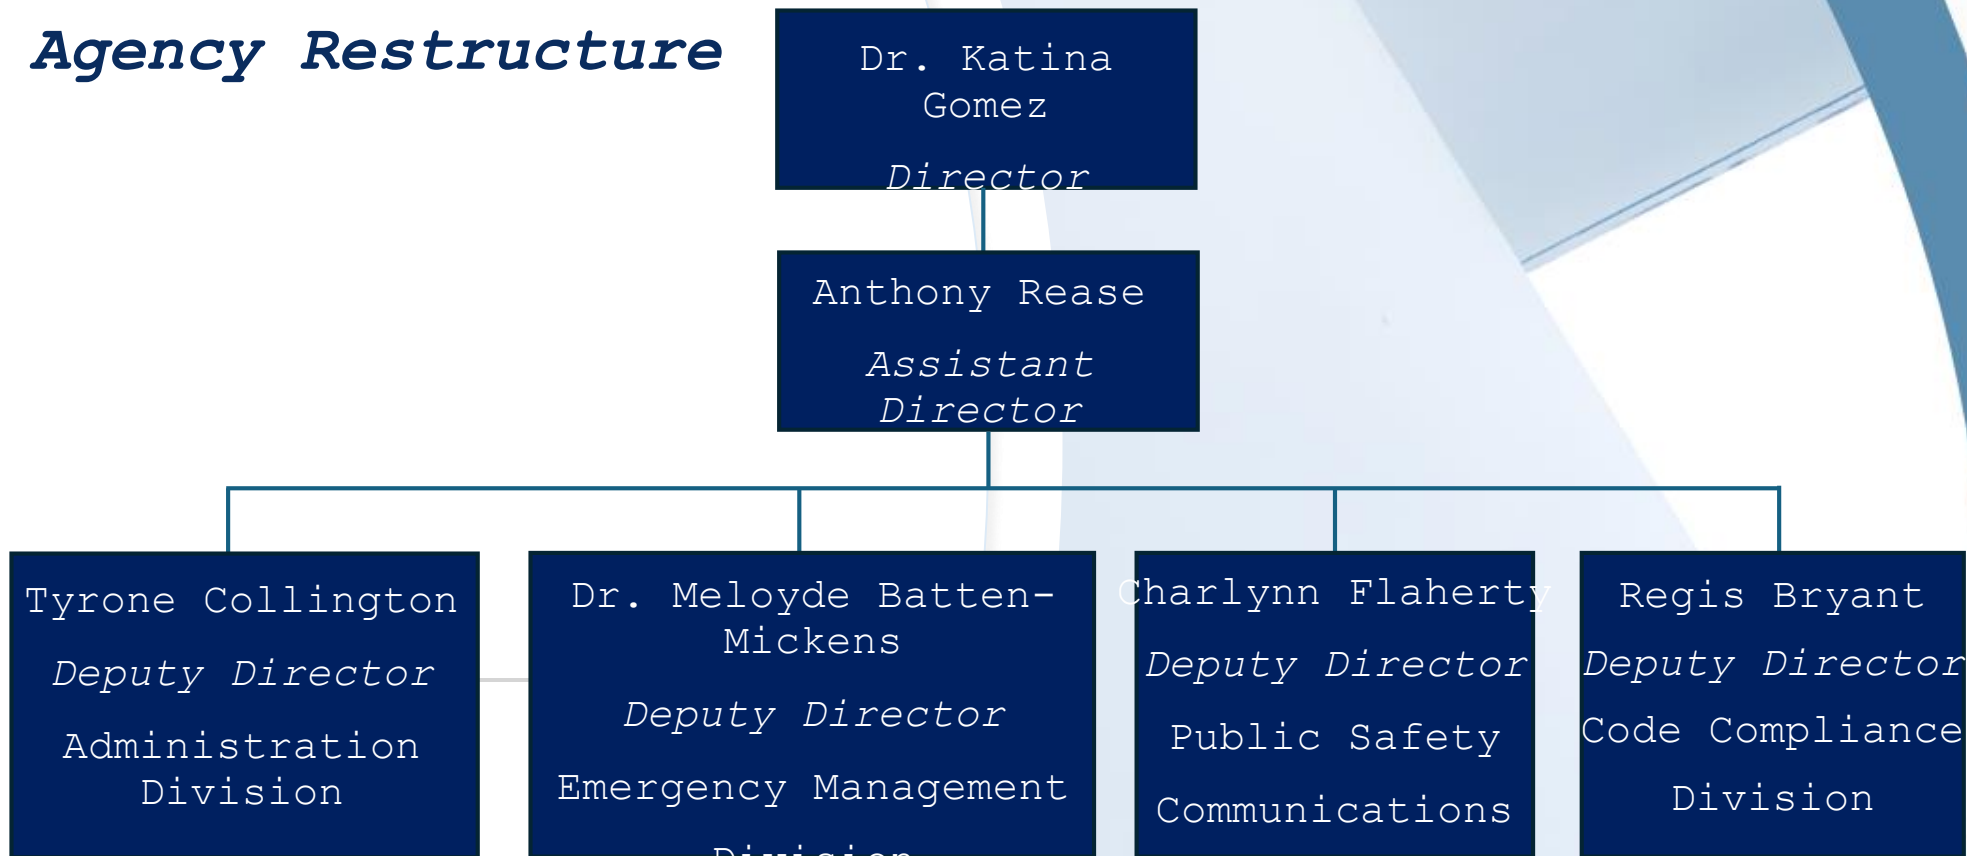 Agency Restructure
Dr. Katina
Gomez
Director
Anthony Rease
Assistant
Director
Tyrone Collington
Deputy Director
Administration
Division
Dr. Meloyde Batten-
Mickens
Deputy Director
Emergency Management
Division
Charlynn Flaherty
Deputy Director
Public Safety
Communications
Regis Bryant
Deputy Director
Code Compliance
Division